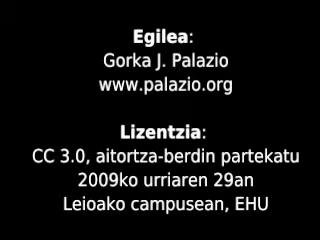 Egilea:
Gorka J. Palazio
www.palazio.org
Lizentzia:
CC 3.0, aitortza-berdin partekatu
2009ko urriaren 29an
Leioako campusean, EHU